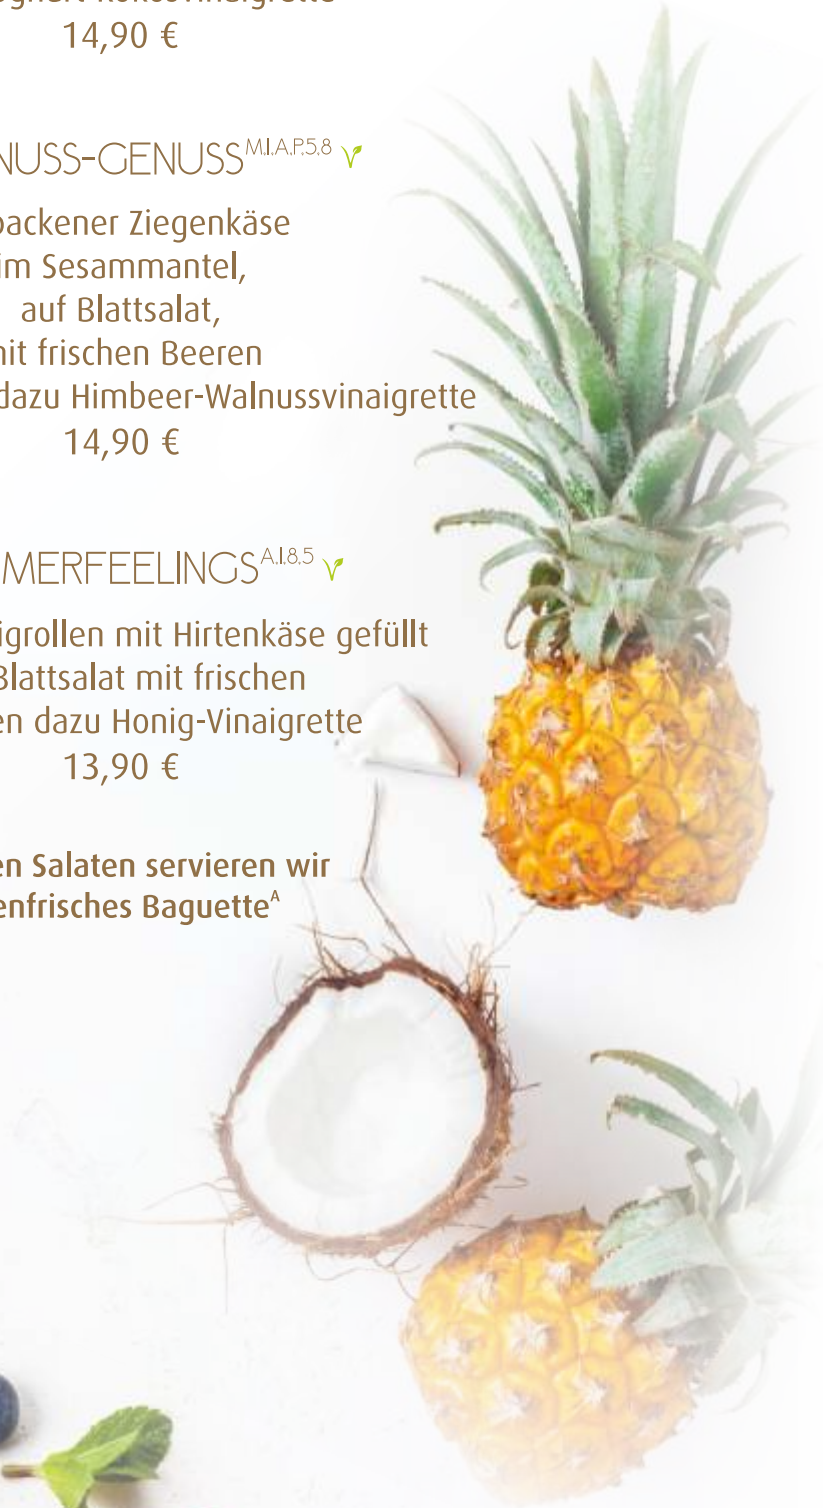 14,90 €
NUSS-GENUSS M,I,A,P,5,8
backener Ziegenkäse
im Sesammantel,
auf Blattsalat,
mit frischen Beeren
dazu Himbeer-Walnussvinaigrette
14,90 €
MERFEELINGS A,I,8,5
igrollen mit Hirtenkäse gefüllt
Blattsalat mit frischen
en dazu Honig-Vinaigrette
13,90 €
en Salaten servieren wir
enfrisches Baguette A